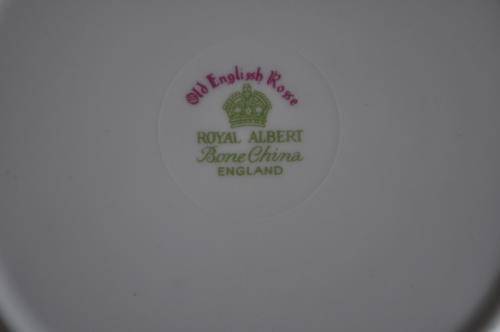 Old English Rose
ROYAL ALBERT
Bone China
ENGLAND